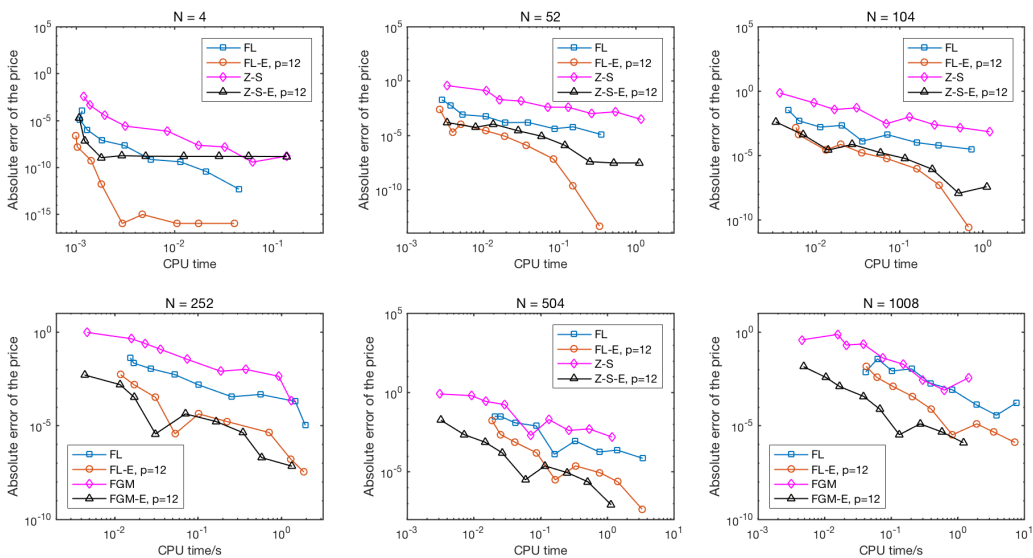 N = 4
Absolute error of the price
10^5
10^0
10^-5
10^-10
10^-15
10^-3
10^-2
10^-1
CPU time
FL
FL-E, p=12
Z-S
Z-S-E, p=12
N = 52
Absolute error of the price
10^5
10^0
10^-5
10^-10
10^-3
10^-2
10^-1
10^0
10^1
CPU time
FL
FL-E, p=12
Z-S
Z-S-E, p=12
N = 104
Absolute error of the price
10^5
10^0
10^-5
10^-10
10^-3
10^-2
10^-1
10^0
10^1
CPU time
FL
FL-E, p=12
Z-S
Z-S-E, p=12
N = 252
Absolute error of the price
10^0
10^-5
10^-10
10^-2
10^-1
10^0
CPU time/s
FL
FL-E, p=12
FGM
FGM-E, p=12
N = 504
Absolute error of the price
10^5
10^0
10^-5
10^-3
10^-2
10^-1
10^0
10^1
CPU time
FL
FL-E, p=12
Z-S
Z-S-E, p=12
N = 1008
Absolute error of the price
10^0
10^-5
10^-10
10^-3
10^-2
10^-1
10^0
10^1
CPU time/s
FL
FL-E, p=12
FGM
FGM-E, p=12